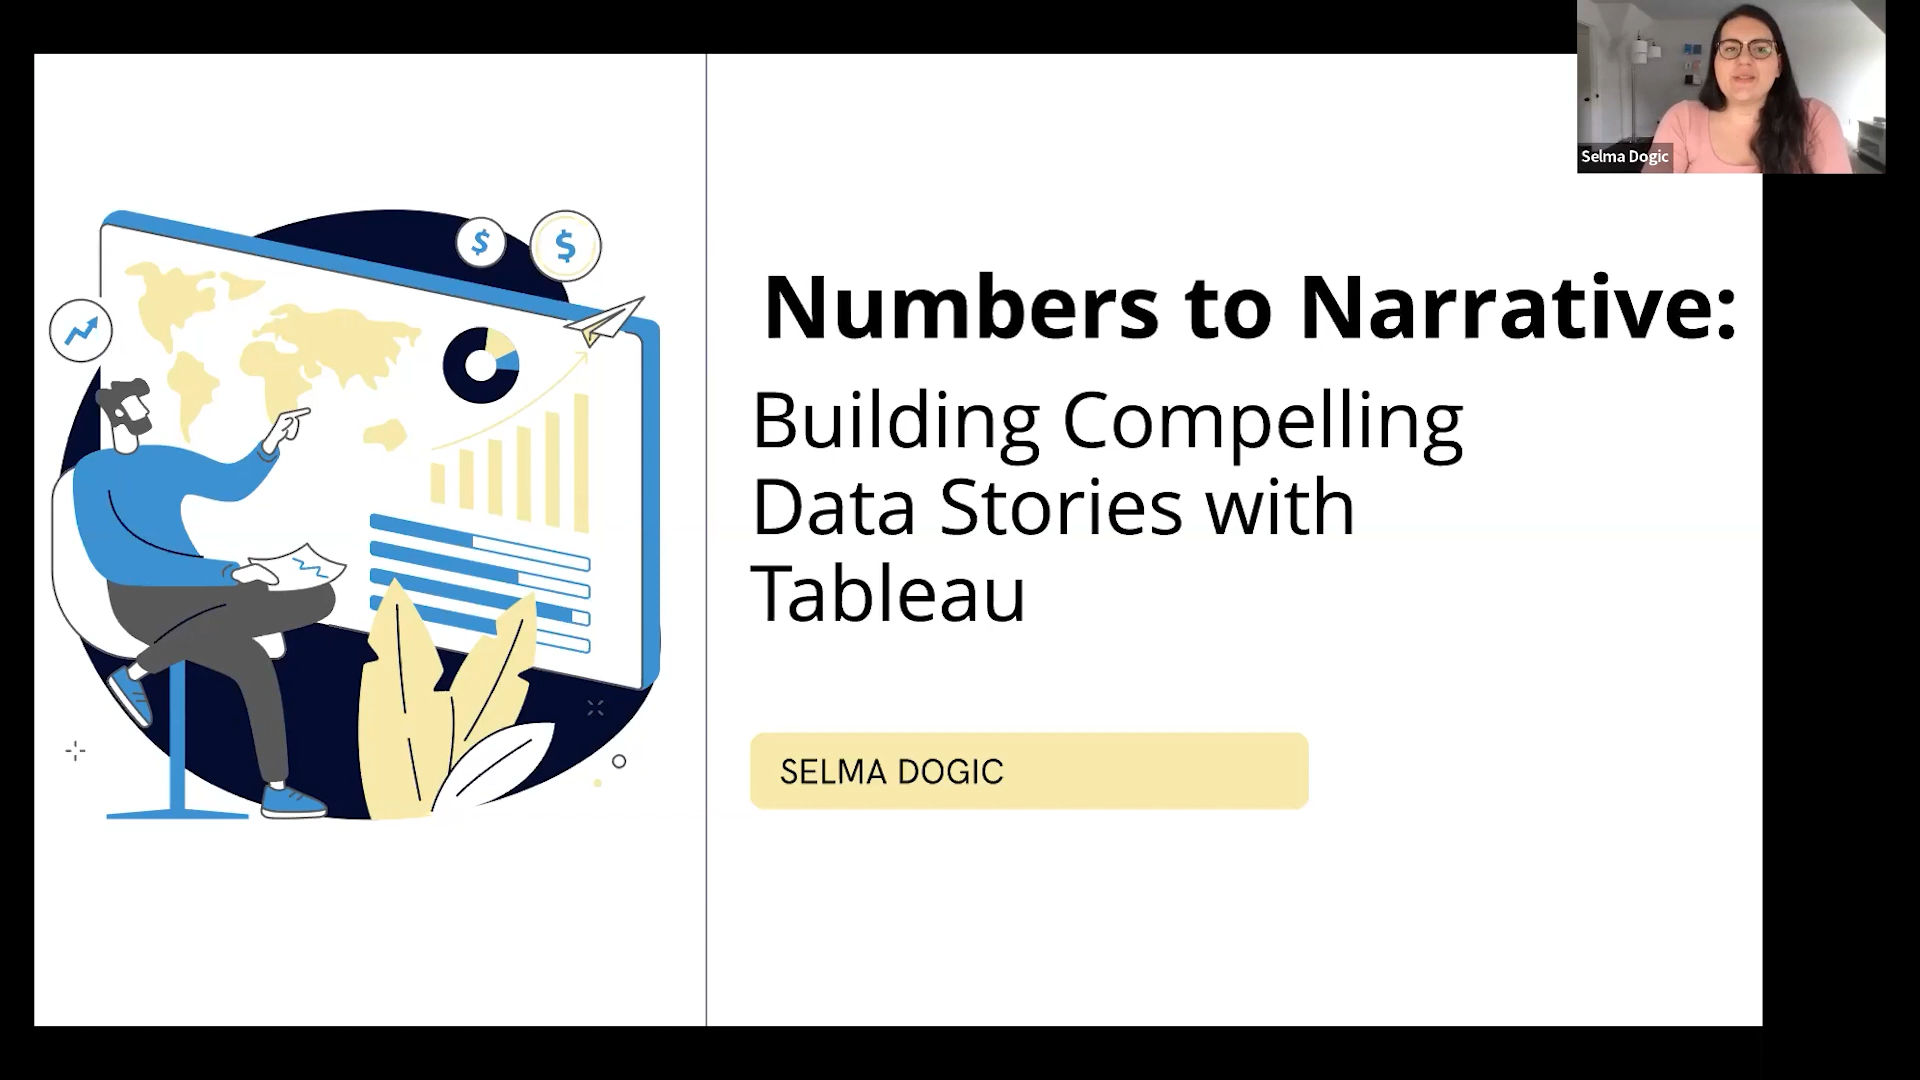 Selma Dogic
Numbers to Narrative:
Building Compelling
Data Stories with
Tableau
SELMA DOGIC
$
$